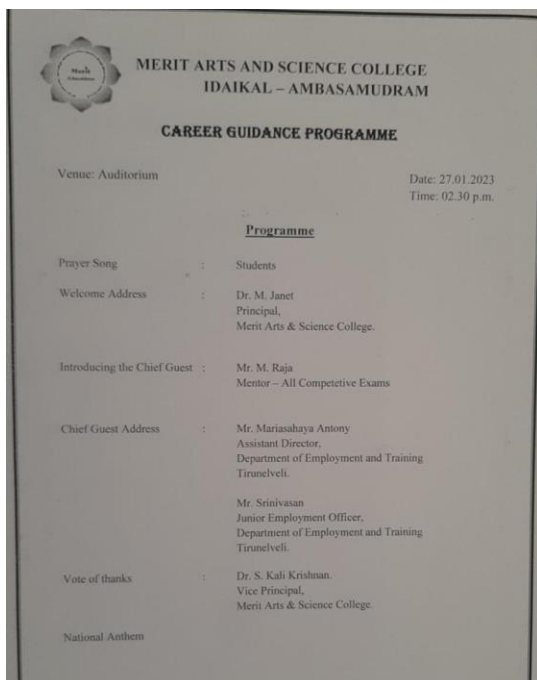 Merit
Education
MERIT ARTS AND SCIENCE COLLEGE
IDAIKAL – AMBASAMUDRAM
CAREER GUIDANCE PROGRAMME
Venue: Auditorium
Date: 27.01.2023
Time: 02.30 p.m.
Programme
Prayer Song : Students
Welcome Address : Dr. M. Janet
Principal,
Merit Arts & Science College.
Introducing the Chief Guest : Mr. M. Raja
Mentor – All Competetive Exams
Chief Guest Address : Mr. Mariasahaya Antony
Assistant Director,
Department of Employment and Training
Tirunelveli.
Mr. Srinivasan
Junior Employment Officer,
Department of Employment and Training
Tirunelveli.
Vote of thanks : Dr. S. Kali Krishnan.
Vice Principal,
Merit Arts & Science College.
National Anthem